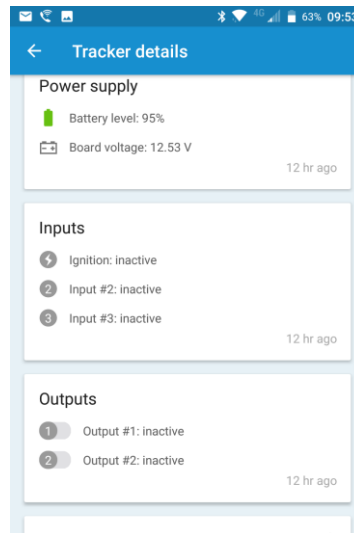 4G 63% 09:53
Tracker details
Power supply
Battery level: 95%
Board voltage: 12.53 V
12 hr ago
Inputs
Ignition: inactive
2 Input #2: inactive
3 Input #3: inactive
12 hr ago
Outputs
1 Output #1: inactive
2 Output #2: inactive
12 hr ago